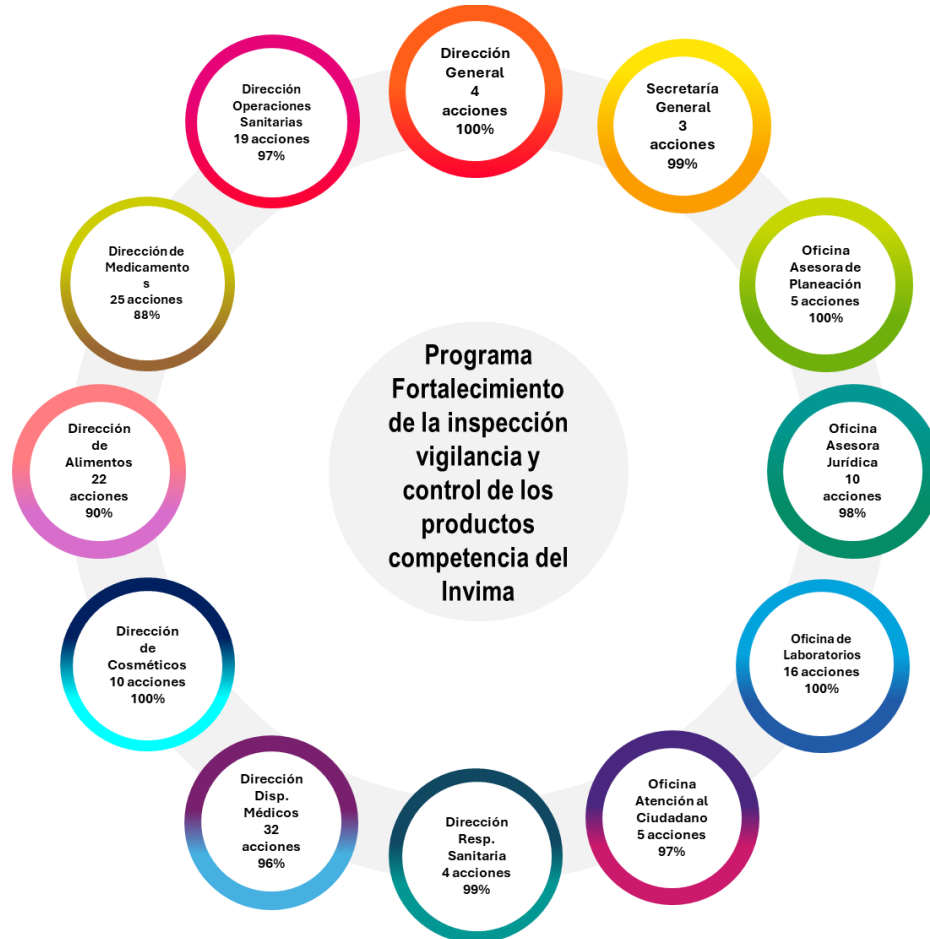 Dirección
General
4
acciones
100%
Secretaría
General
3
acciones
99%
Oficina
Asesora de
Planeación
5 acciones
100%
Oficina
Asesora
Jurídica
10
acciones
98%
Oficina de
Laboratorios
16 acciones
100%
Oficina
Atención al
Ciudadano
5 acciones
97%
Dirección
Resp.
Sanitaria
4 acciones
99%
Dirección
Disp.
Médicos
32
acciones
96%
Dirección
de
Cosméticos
10 acciones
100%
Dirección
de
Alimentos
22
acciones
90%
Dirección de
Medicamento
s
25 acciones
88%
Dirección
Operaciones
Sanitarias
19 acciones
97%
Programa
Fortalecimiento
de la inspección
vigilancia y
control de los
productos
competencia del
Invima